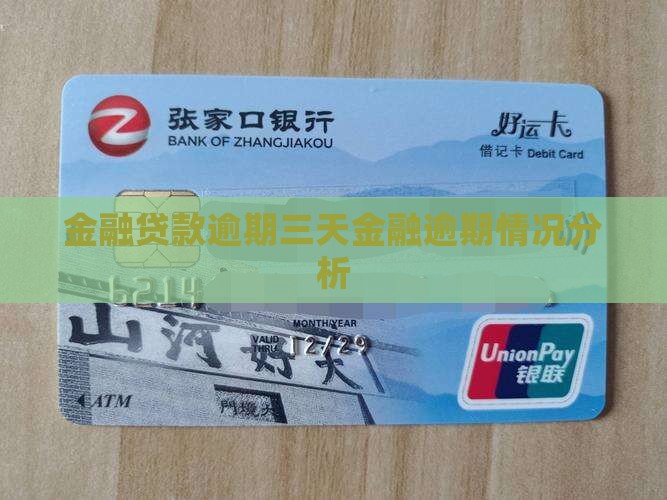 张家口银行
BANK OF ZHANGJIAKOU
好运卡
借记卡 Debit Card
金融贷款逾期三天金融逾期情况分
析
6214
MONTH/YEAR
VALID
THRU 12/29
山河好大
UnionPay
银联
ATM